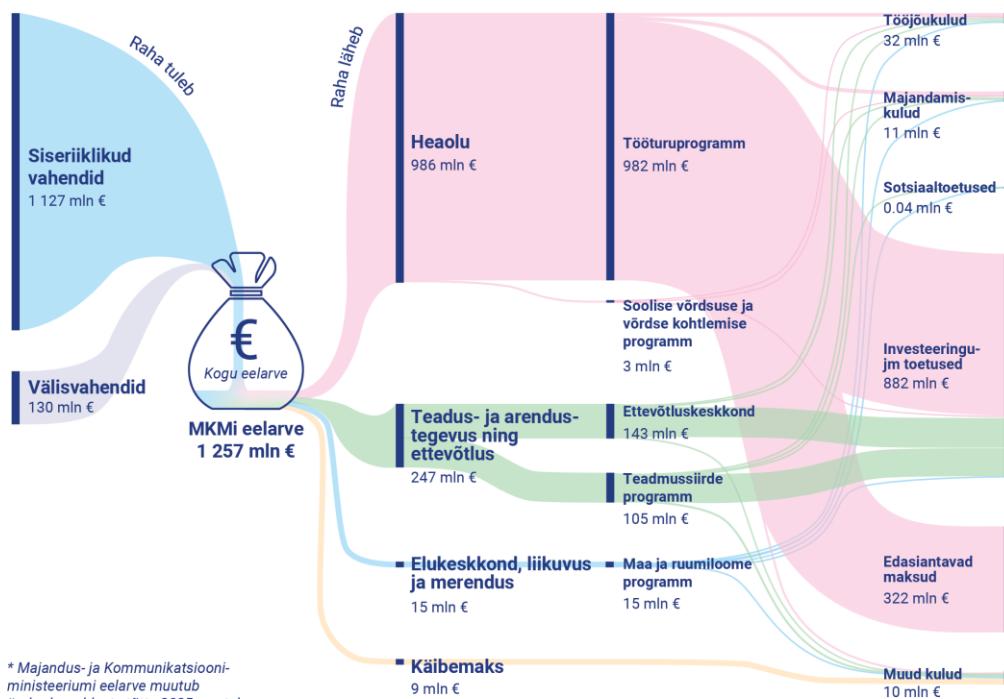 Raha tuleb
Siseriiklikud
vahendid
1 127 mln €
Välisvahendid
130 mln €
€
Kogu eelarve
MKMi eelarve
1 257 mln €
Raha läheb
Heaolu
986 mln €
Teadus- ja arendus-
tegevus ning
ettevõtlus
247 mln €
Elukeskkond, liikuvus
ja merendus
15 mln €
Käibemaks
9 mln €
Tööturuprogramm
982 mln €
Soolise võrdsuse ja
võrdse kohtlemise
programm
3 mln €
Ettevõtluskeskkond
143 mln €
Teadmussiirde
programm
105 mln €
Maa ja ruumiloome
programm
15 mln €
Tööjõukulud
32 mln €
Majandamis-
kulud
11 mln €
Sotsiaaltoetused
0.04 mln €
Investeeringu-
jm toetused
882 mln €
Edasiantavad
maksud
322 mln €
Muud kulud
10 mln €
* Majandus- ja Kommunikatsiooni-
ministeeriumi eelarve muutub